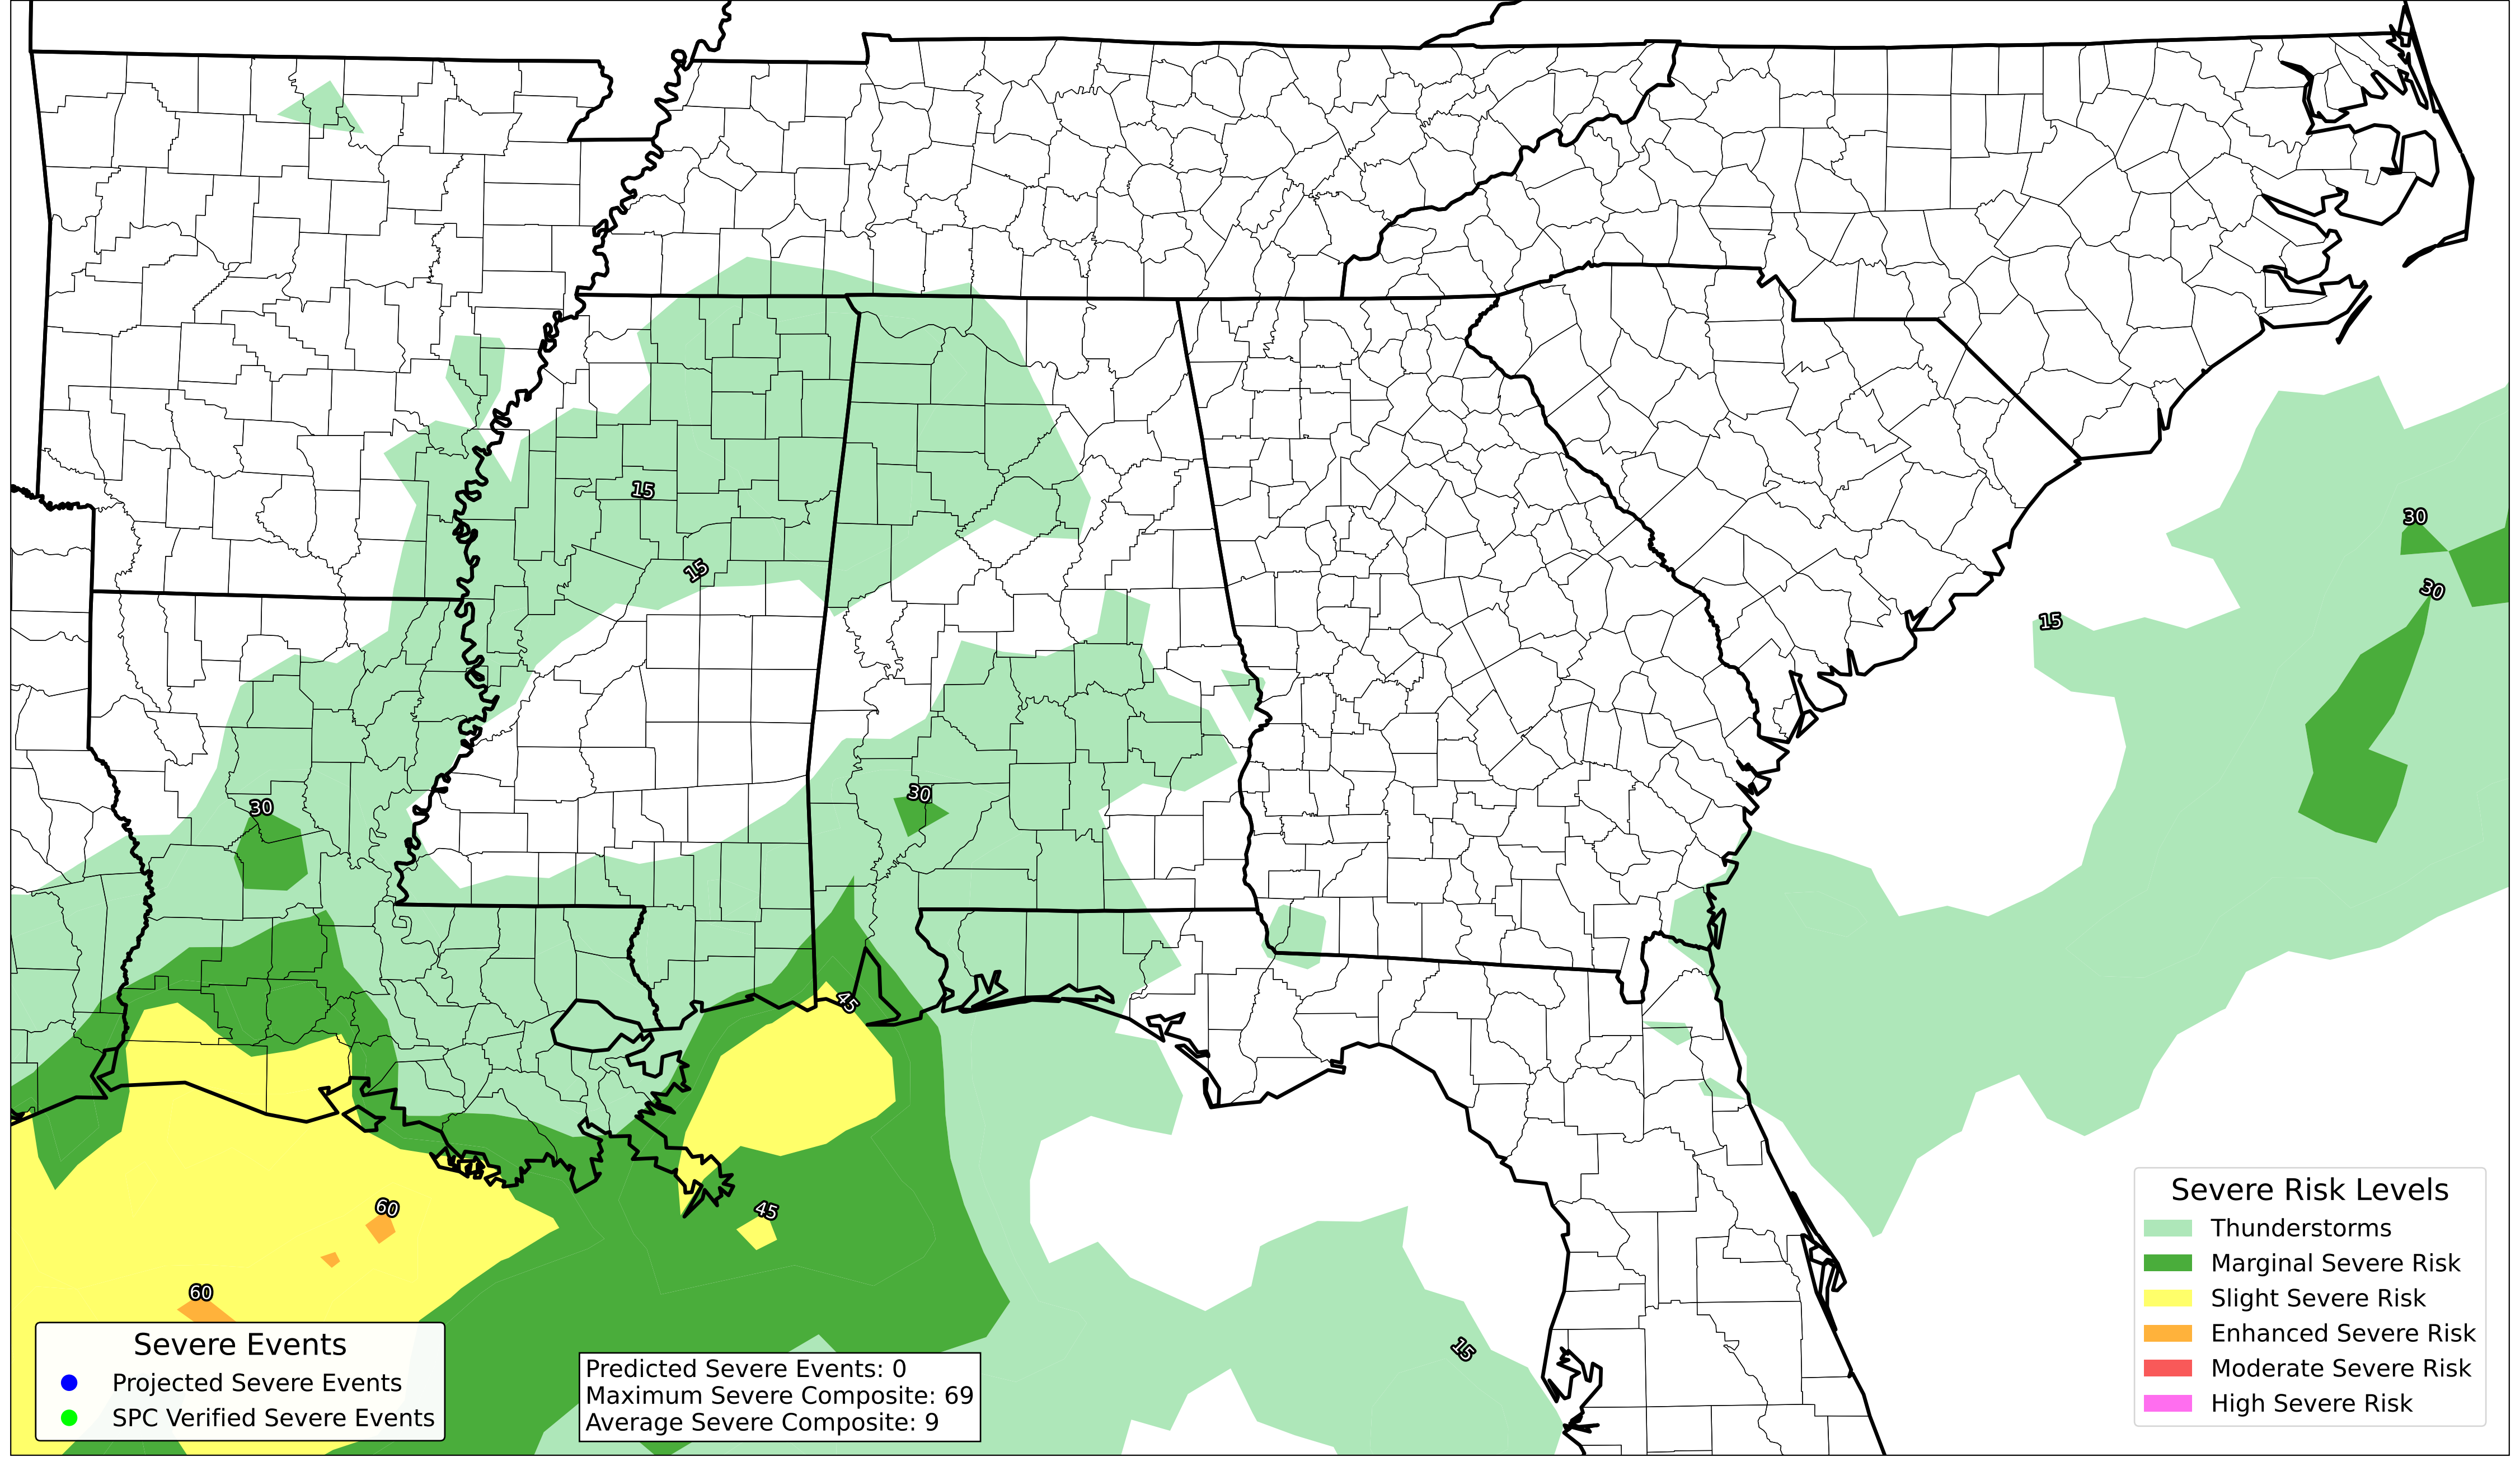 15
15
30
30
15
30
30
45
60
45
60
15
Severe Events
Projected Severe Events
SPC Verified Severe Events
Predicted Severe Events: 0
Maximum Severe Composite: 69
Average Severe Composite: 9
Severe Risk Levels
Thunderstorms
Marginal Severe Risk
Slight Severe Risk
Enhanced Severe Risk
Moderate Severe Risk
High Severe Risk